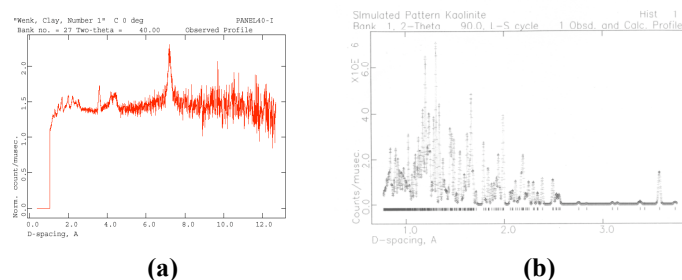 "Wenk, Clay, Number 1" C 0 deg PANEL40-I
Bank no. = 27 Two-theta = 40.00 Observed Profile
Norm. count/musec.
2.0
1.5
1.0
0.5
0.0
0.0 2.0 4.0 6.0 8.0 10.0 12.0
D-spacing, A
(a)
Simulated Pattern Kaolinite Hist 1
Bank 1, 2-Theta 90.0, L-S cycle 1 Obsd. and Calc. Profile
X10E 6
Counts/musec.
6.0
4.0
2.0
0.0
1.0 2.0 3.0
D-spacing, A
(b)